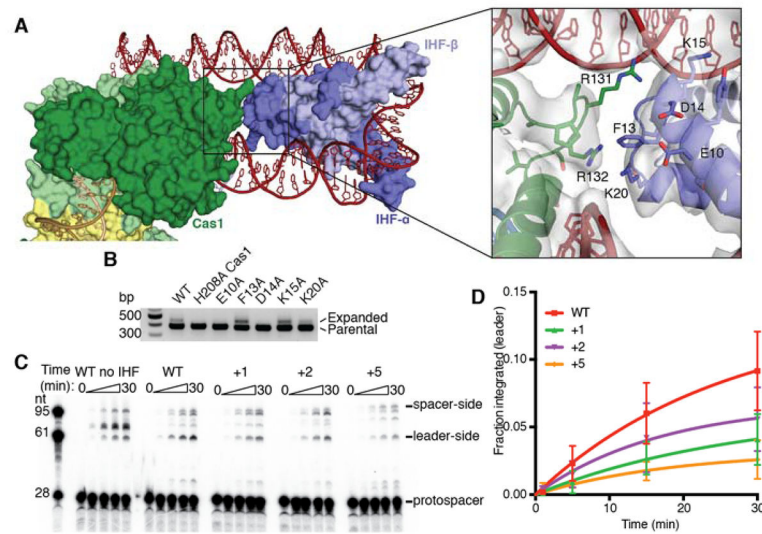 A
IHF-β
Cas1
IHF-α
K15
R131
D14
F13
E10
R132
K20
B
bp
WT
H208A Cas1
E10A
F13A
D14A
K15A
K20A
500
300
Expanded
Parental
C
Time (min):
WT no IHF
WT
+1
+2
+5
0 30
0 30
0 30
0 30
0 30
nt
95
61
28
spacer-side
leader-side
protospacer
D
Fraction integrated (leader)
0.15
0.10
0.05
0.00
WT
+1
+2
+5
0 10 20 30
Time (min)